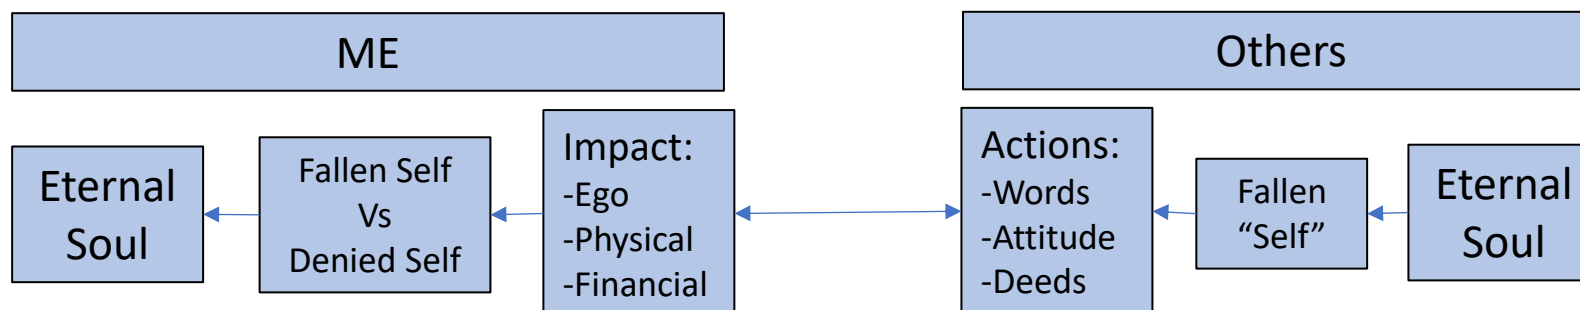 ME
Others
Eternal
Soul
Fallen Self
Vs
Denied Self
Impact:
-Ego
-Physical
-Financial
Actions:
-Words
-Attitude
-Deeds
Fallen
“Self”
Eternal
Soul